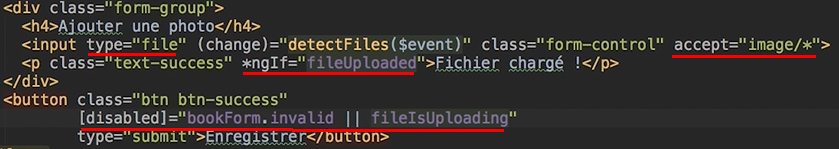 <div class="form-group">
<h4>Ajouter une photo</h4>
<input type="file" (change)="detectFiles($event)" class="form-control" accept="image/*">
<p class="text-success" *ngIf="fileUploaded">Fichier chargé !</p>
</div>
<button class="btn btn-success"
[disabled]="bookForm.invalid || fileIsUploading"
type="submit">Enregistrer</button>